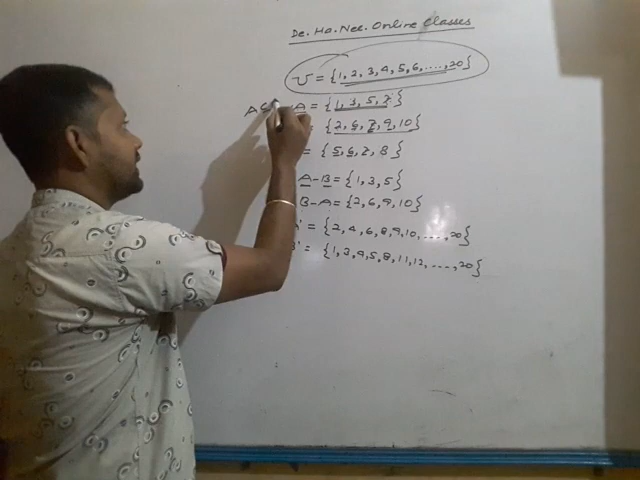 De. Ha. Nee. Online Classes
U = {1, 2, 3, 4, 5, 6, ...., 20}
A = {1, 3, 5, 7}
= {2, 6, 7, 9, 10}
= {5, 6, 7, 8}
A - B = {1, 3, 5}
B - A = {2, 6, 9, 10}
' = {2, 4, 6, 8, 9, 10, ...., 20}
' = {1, 3, 4, 5, 8, 11, 12, ....., 20}